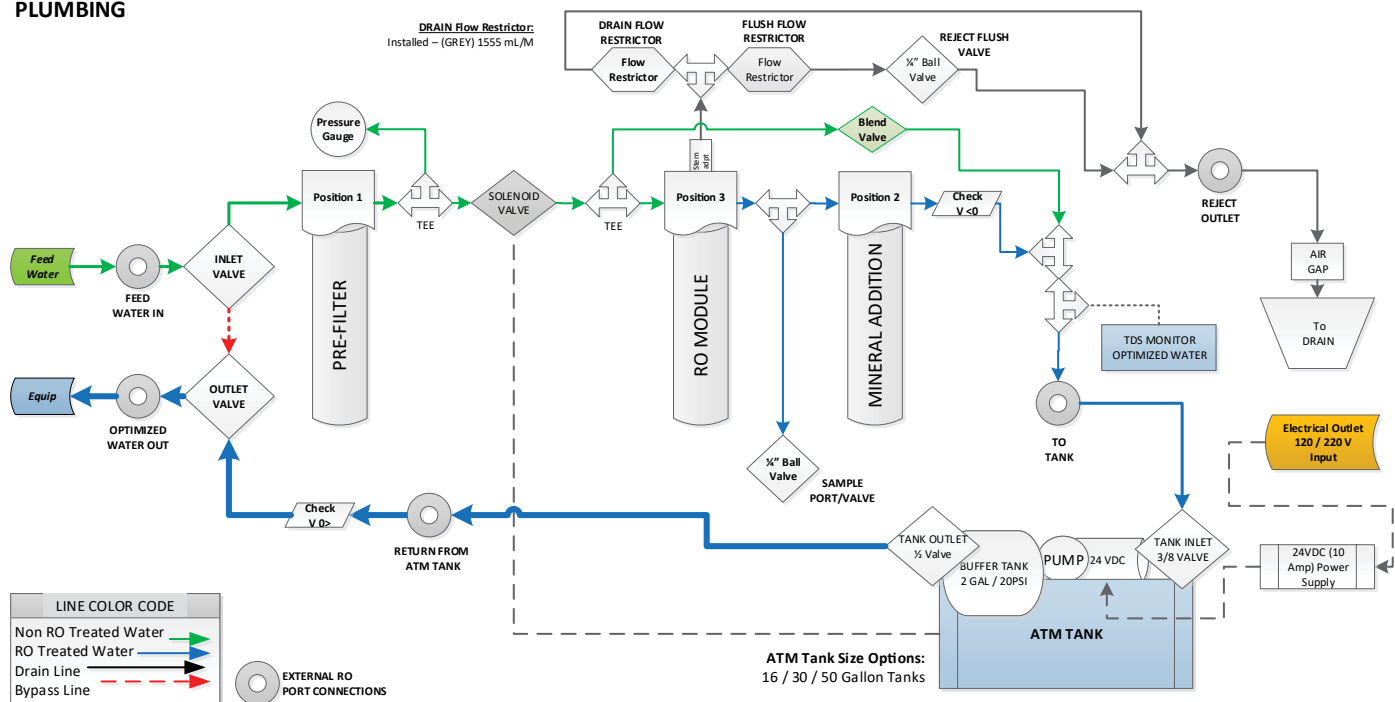 PLUMBING
DRAIN Flow Restrictor:
Installed – (GREY) 1555 mL/M
DRAIN FLOW
RESTRICTOR
FLUSH FLOW
RESTRICTOR
REJECT FLUSH
VALVE
Flow
Restrictor
Flow
Restrictor
¼” Ball
Valve
Pressure
Gauge
Blend
Valve
Stem
adpt
Position 1
TEE
SOLENOID
VALVE
TEE
Position 3
Position 2
Check
V <0
REJECT
OUTLET
Feed
Water
FEED
WATER IN
INLET
VALVE
PRE-FILTER
RO MODULE
MINERAL ADDITION
AIR
GAP
To
DRAIN
TDS MONITOR
OPTIMIZED WATER
Equip
OPTIMIZED
WATER OUT
OUTLET
VALVE
TO
TANK
Electrical Outlet
120 / 220 V
Input
¼” Ball
Valve
SAMPLE
PORT/VALVE
Check
V 0>
RETURN FROM
ATM TANK
TANK OUTLET
½ Valve
BUFFER TANK
2 GAL / 20PSI
PUMP
24 VDC
TANK INLET
3/8 VALVE
24VDC (10
Amp) Power
Supply
ATM TANK
ATM Tank Size Options:
16 / 30 / 50 Gallon Tanks
LINE COLOR CODE
Non RO Treated Water
RO Treated Water
Drain Line
Bypass Line
EXTERNAL RO
PORT CONNECTIONS